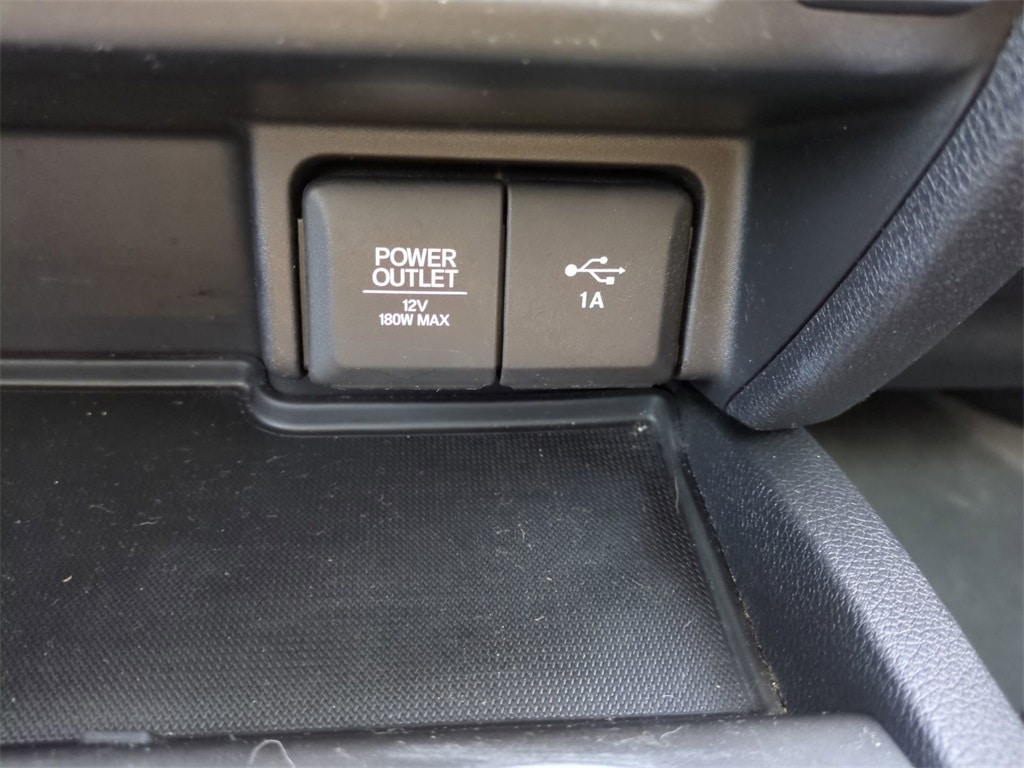 POWER
OUTLET
12V
180W MAX
1A